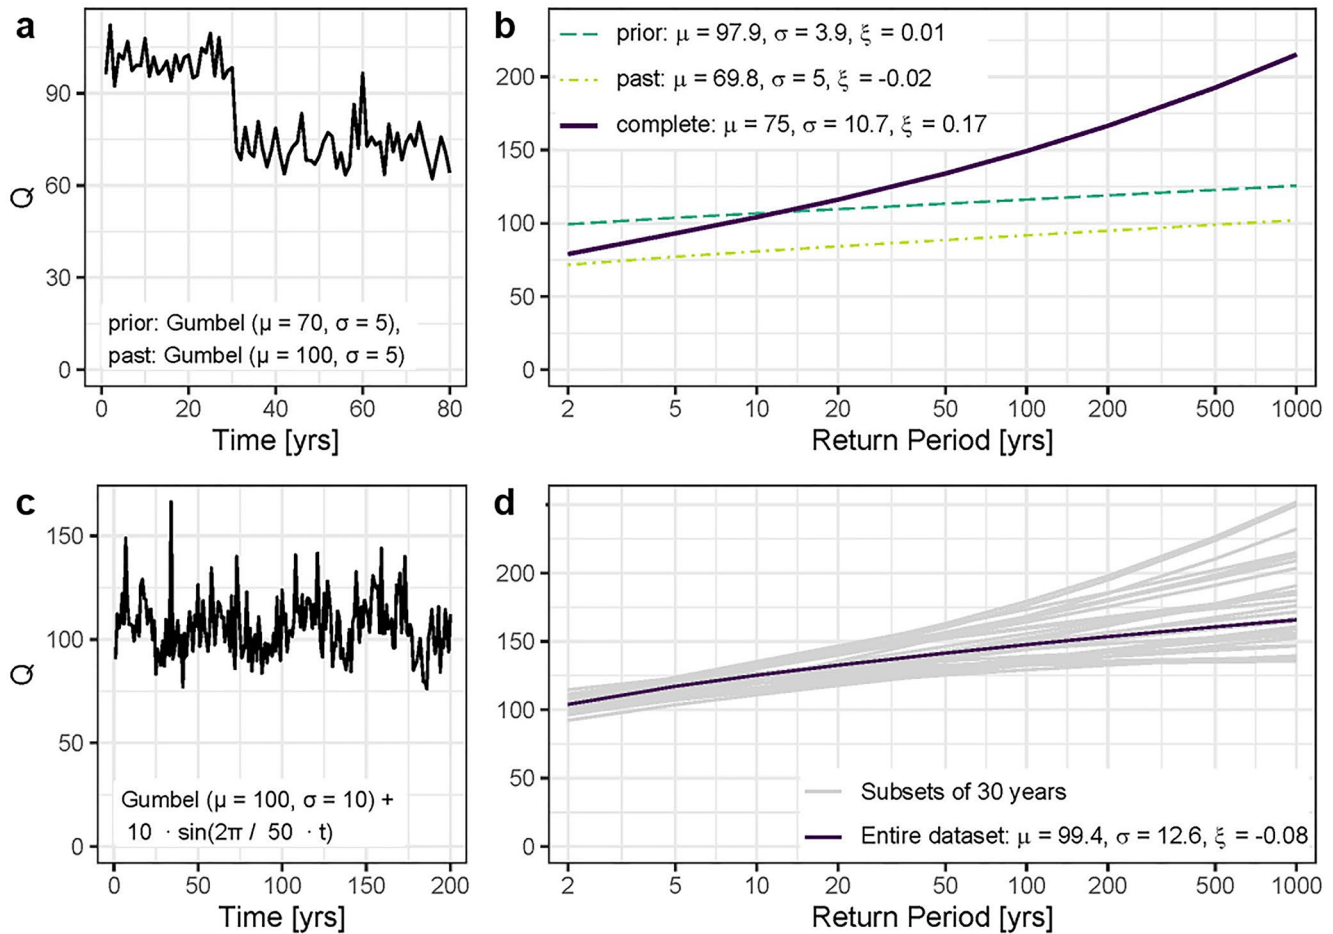 a
90
60
30
0
Q
prior: Gumbel (μ = 70, σ = 5),
past: Gumbel (μ = 100, σ = 5)
0 20 40 60 80
Time [yrs]
b
prior: μ = 97.9, σ = 3.9, ξ = 0.01
past: μ = 69.8, σ = 5, ξ = -0.02
complete: μ = 75, σ = 10.7, ξ = 0.17
200
150
100
50
0
2 5 10 20 50 100 200 500 1000
Return Period [yrs]
c
150
100
50
0
Q
Gumbel (μ = 100, σ = 10) +
10 · sin(2π / 50 · t)
0 50 100 150 200
Time [yrs]
d
200
150
100
50
0
Subsets of 30 years
Entire dataset: μ = 99.4, σ = 12.6, ξ = -0.08
2 5 10 20 50 100 200 500 1000
Return Period [yrs]